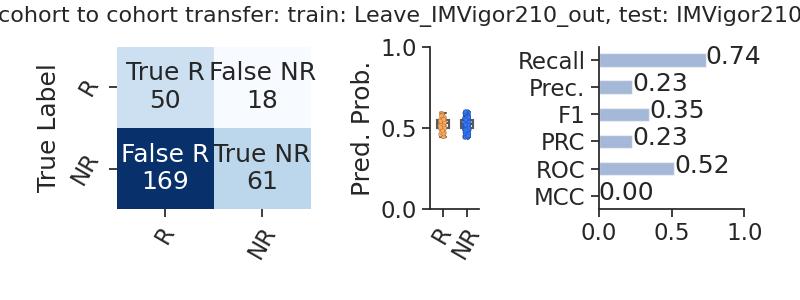 cohort to cohort transfer: train: Leave_IMVigor210_out, test: IMVigor210
True Label
R
NR
True R
50
False NR
18
False R
169
True NR
61
R
NR
Pred. Prob.
1.0
0.5
0.0
R
NR
Recall
0.74
Prec.
0.23
F1
0.35
PRC
0.23
ROC
0.52
MCC
0.00
0.0
0.5
1.0